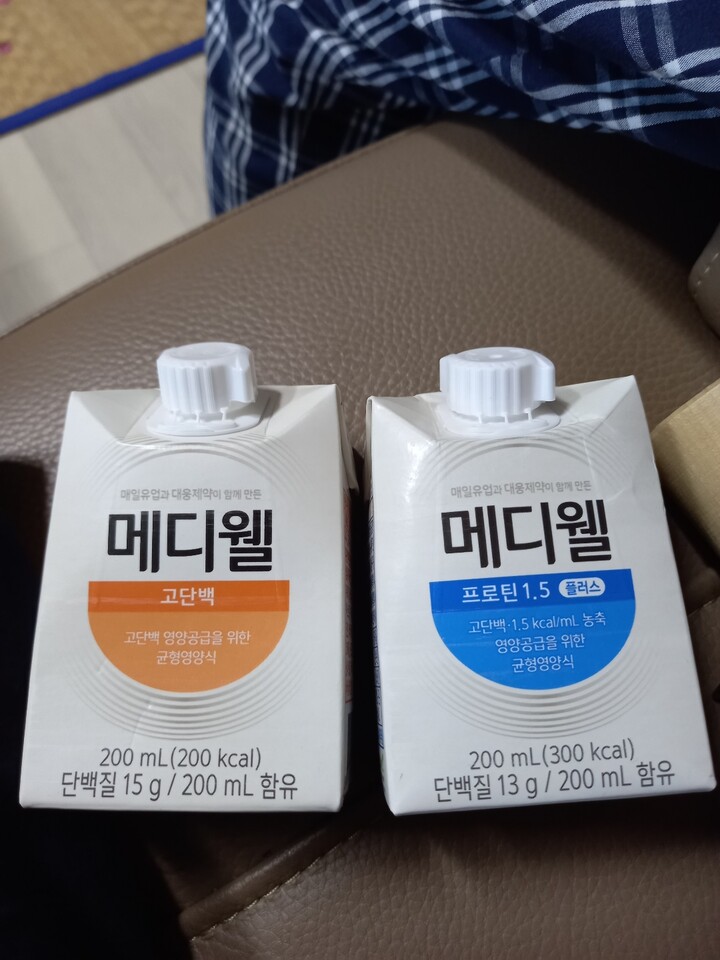 매일유업과 대웅제약이 함께 만든
메디웰
고단백
고단백 영양공급을 위한
균형영양식
200 mL(200 kcal)
단백질 15 g / 200 mL 함유
매일유업과 대웅제약이 함께 만든
메디웰
프로틴 1.5 플러스
고단백·1.5 kcal/mL 농축
영양공급을 위한
균형영양식
200 mL(300 kcal)
단백질 13 g / 200 mL 함유